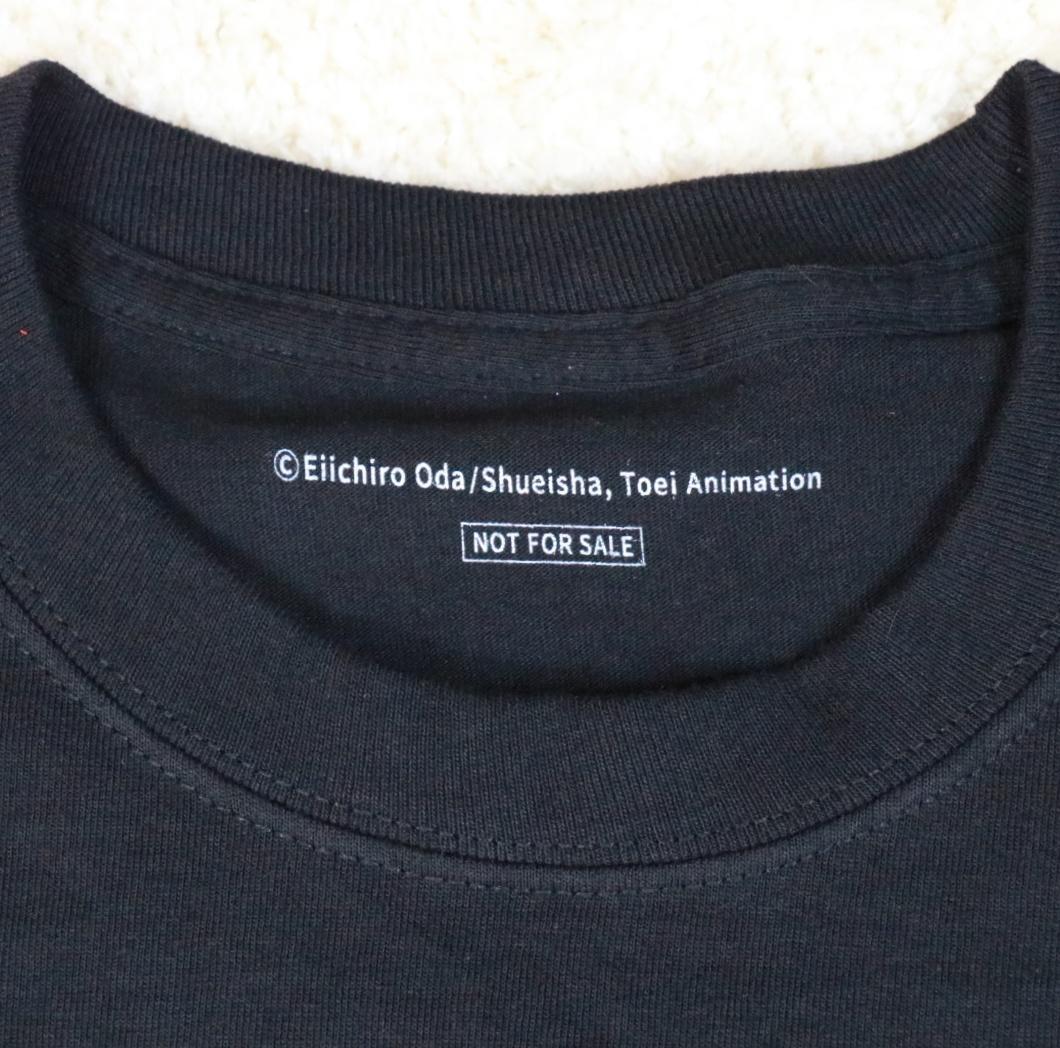 ©Eiichiro Oda/Shueisha, Toei Animation
NOT FOR SALE